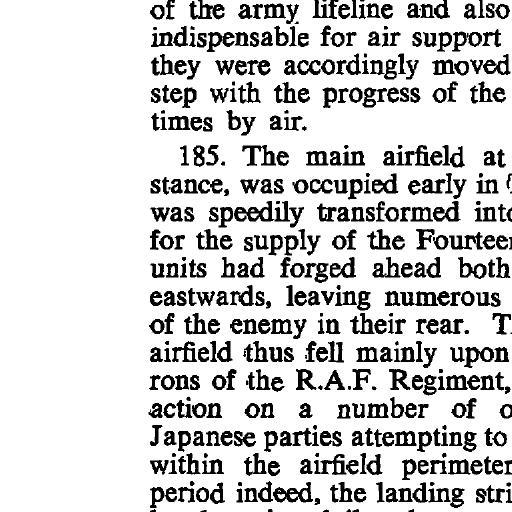 of the army lifeline and also
indispensable for air support
they were accordingly moved
step with the progress of the
times by air.
185. The main airfield at
stance, was occupied early in
was speedily transformed into
for the supply of the Fourteen
units had forged ahead both
eastwards, leaving numerous
of the enemy in their rear. T
airfield thus fell mainly upon
rons of the R.A.F. Regiment,
action on a number of o
Japanese parties attempting to
within the airfield perimeter
period indeed, the landing stri